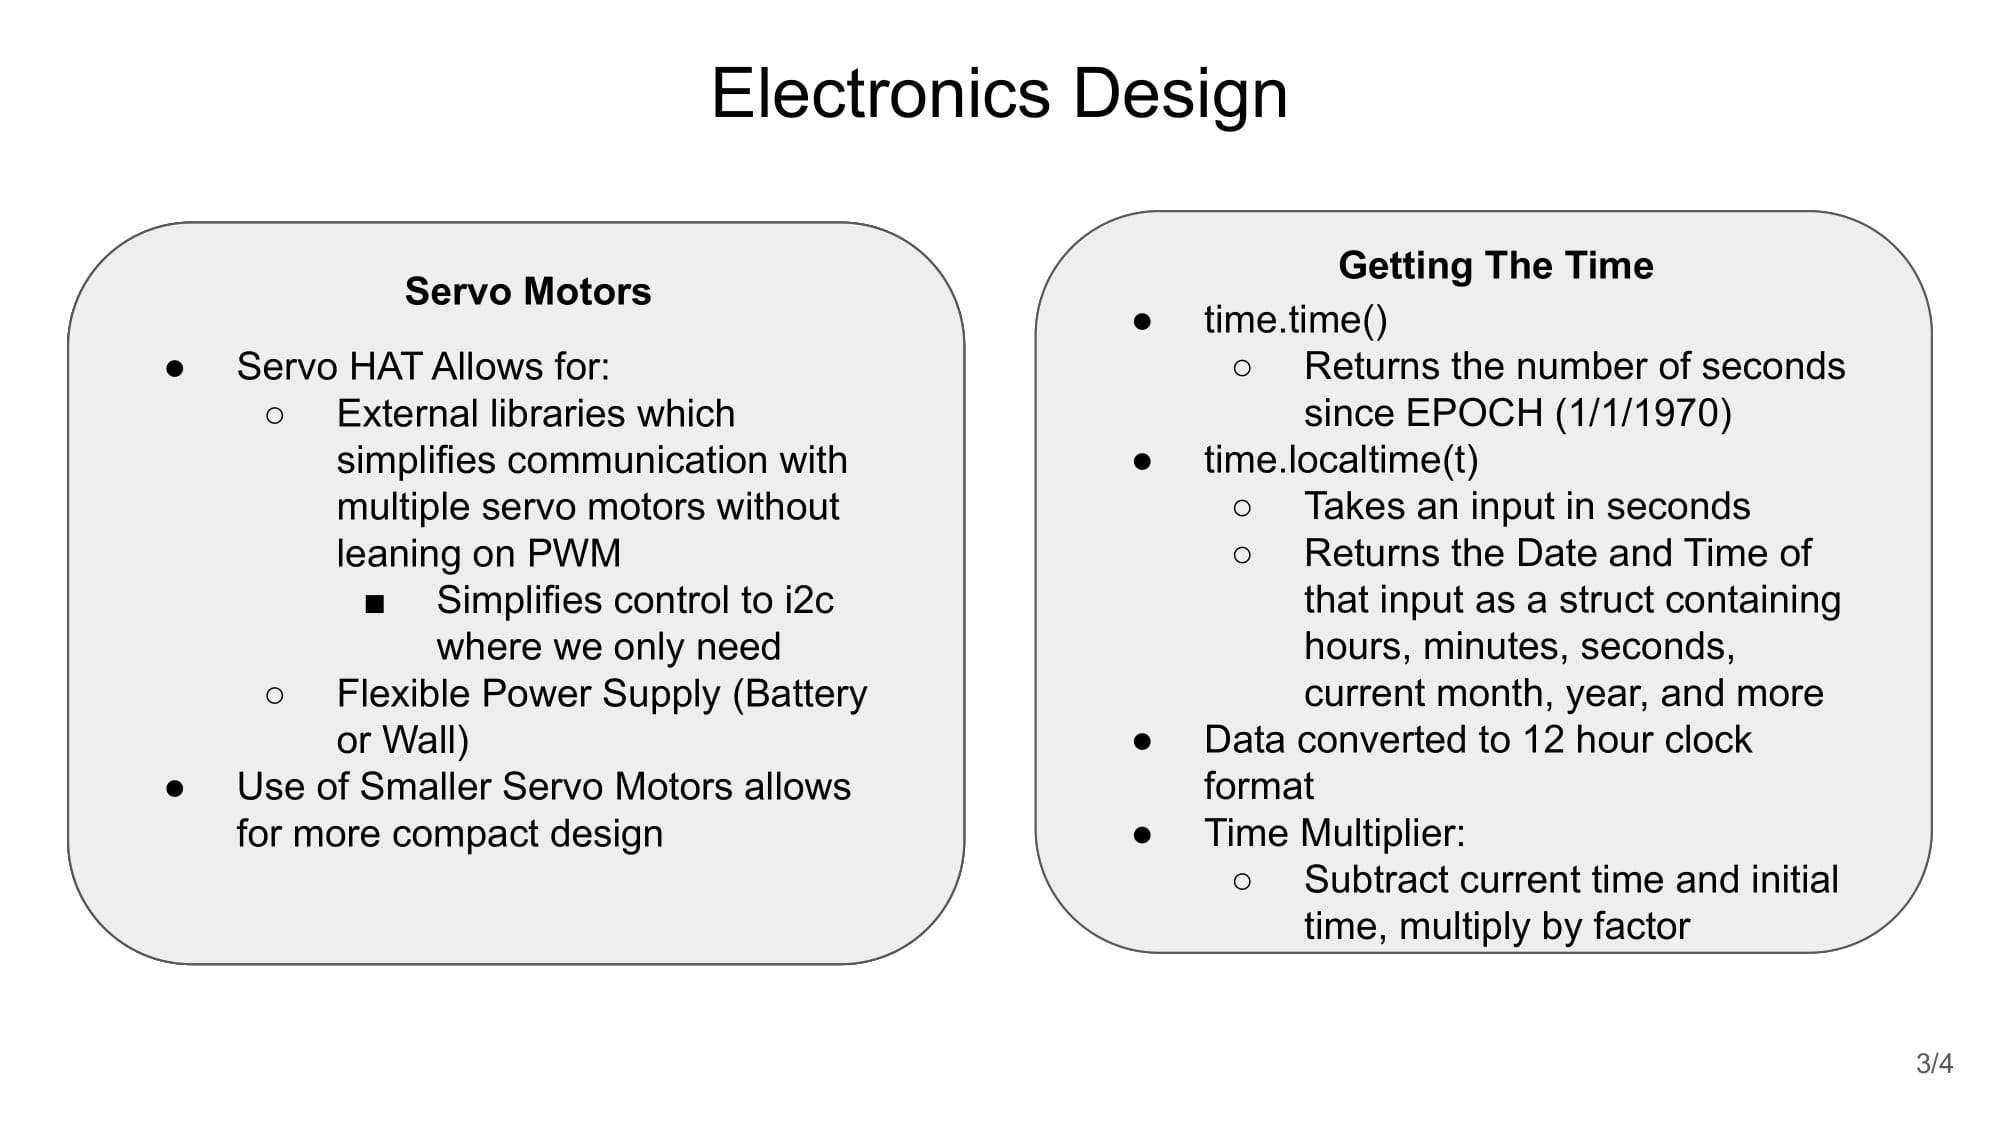 Electronics Design
Servo Motors
● Servo HAT Allows for:
○ External libraries which
simplifies communication with
multiple servo motors without
leaning on PWM
■ Simplifies control to i2c
where we only need
○ Flexible Power Supply (Battery
or Wall)
● Use of Smaller Servo Motors allows
for more compact design
Getting The Time
● time.time()
○ Returns the number of seconds
since EPOCH (1/1/1970)
● time.localtime(t)
○ Takes an input in seconds
○ Returns the Date and Time of
that input as a struct containing
hours, minutes, seconds,
current month, year, and more
● Data converted to 12 hour clock
format
● Time Multiplier:
○ Subtract current time and initial
time, multiply by factor
3/4